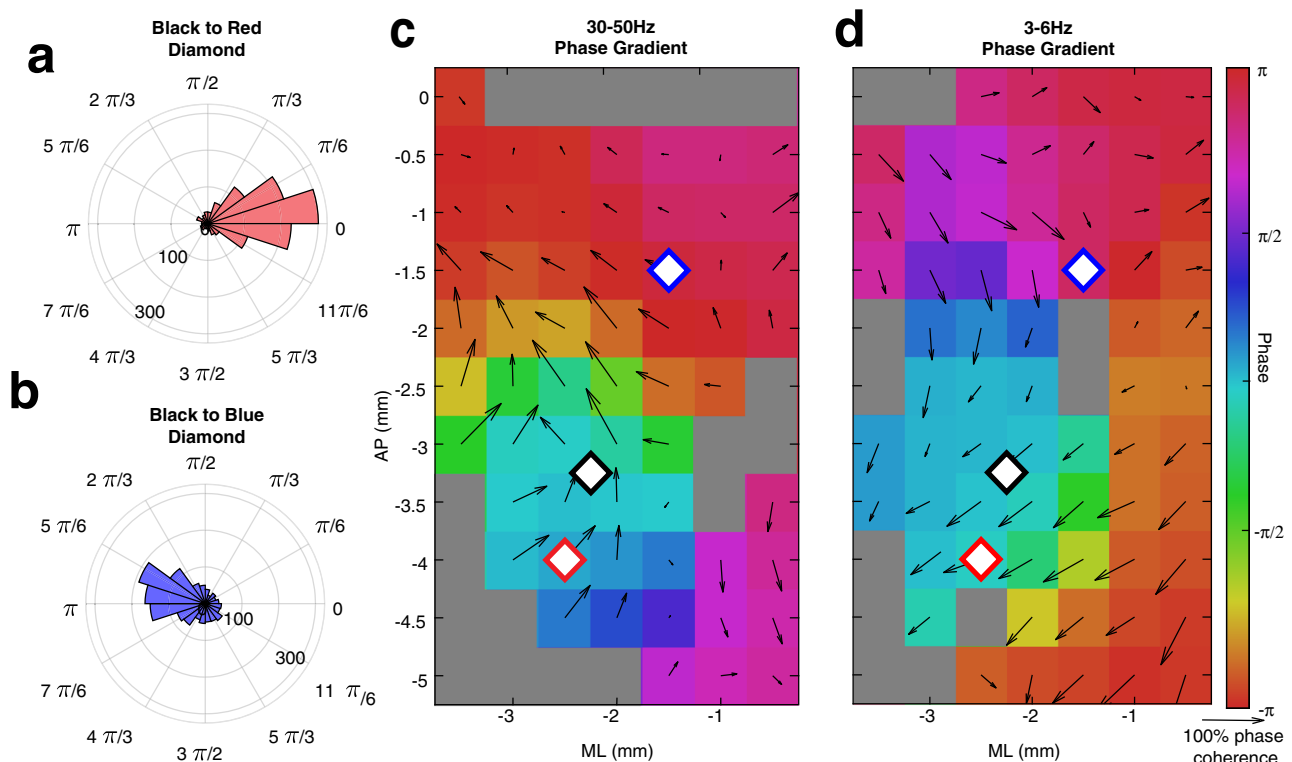 a
Black to Red
Diamond
π/2
2 π/3
π/3
5 π/6
π/6
π
0
0
100
300
7 π/6
11π/6
4 π/3
5 π/3
3 π/2
b
Black to Blue
Diamond
π/2
2 π/3
π/3
5 π/6
π/6
π
0
100
300
7 π/6
11 π/6
4 π/3
5 π/3
3 π/2
c
30-50Hz
Phase Gradient
0
-0.5
-1
-1.5
-2
-2.5
-3
-3.5
-4
-4.5
-5
AP (mm)
-3
-2
-1
ML (mm)
d
3-6Hz
Phase Gradient
-3
-2
-1
ML (mm)
π
π/2
Phase
-π/2
-π
100% phase
coherence